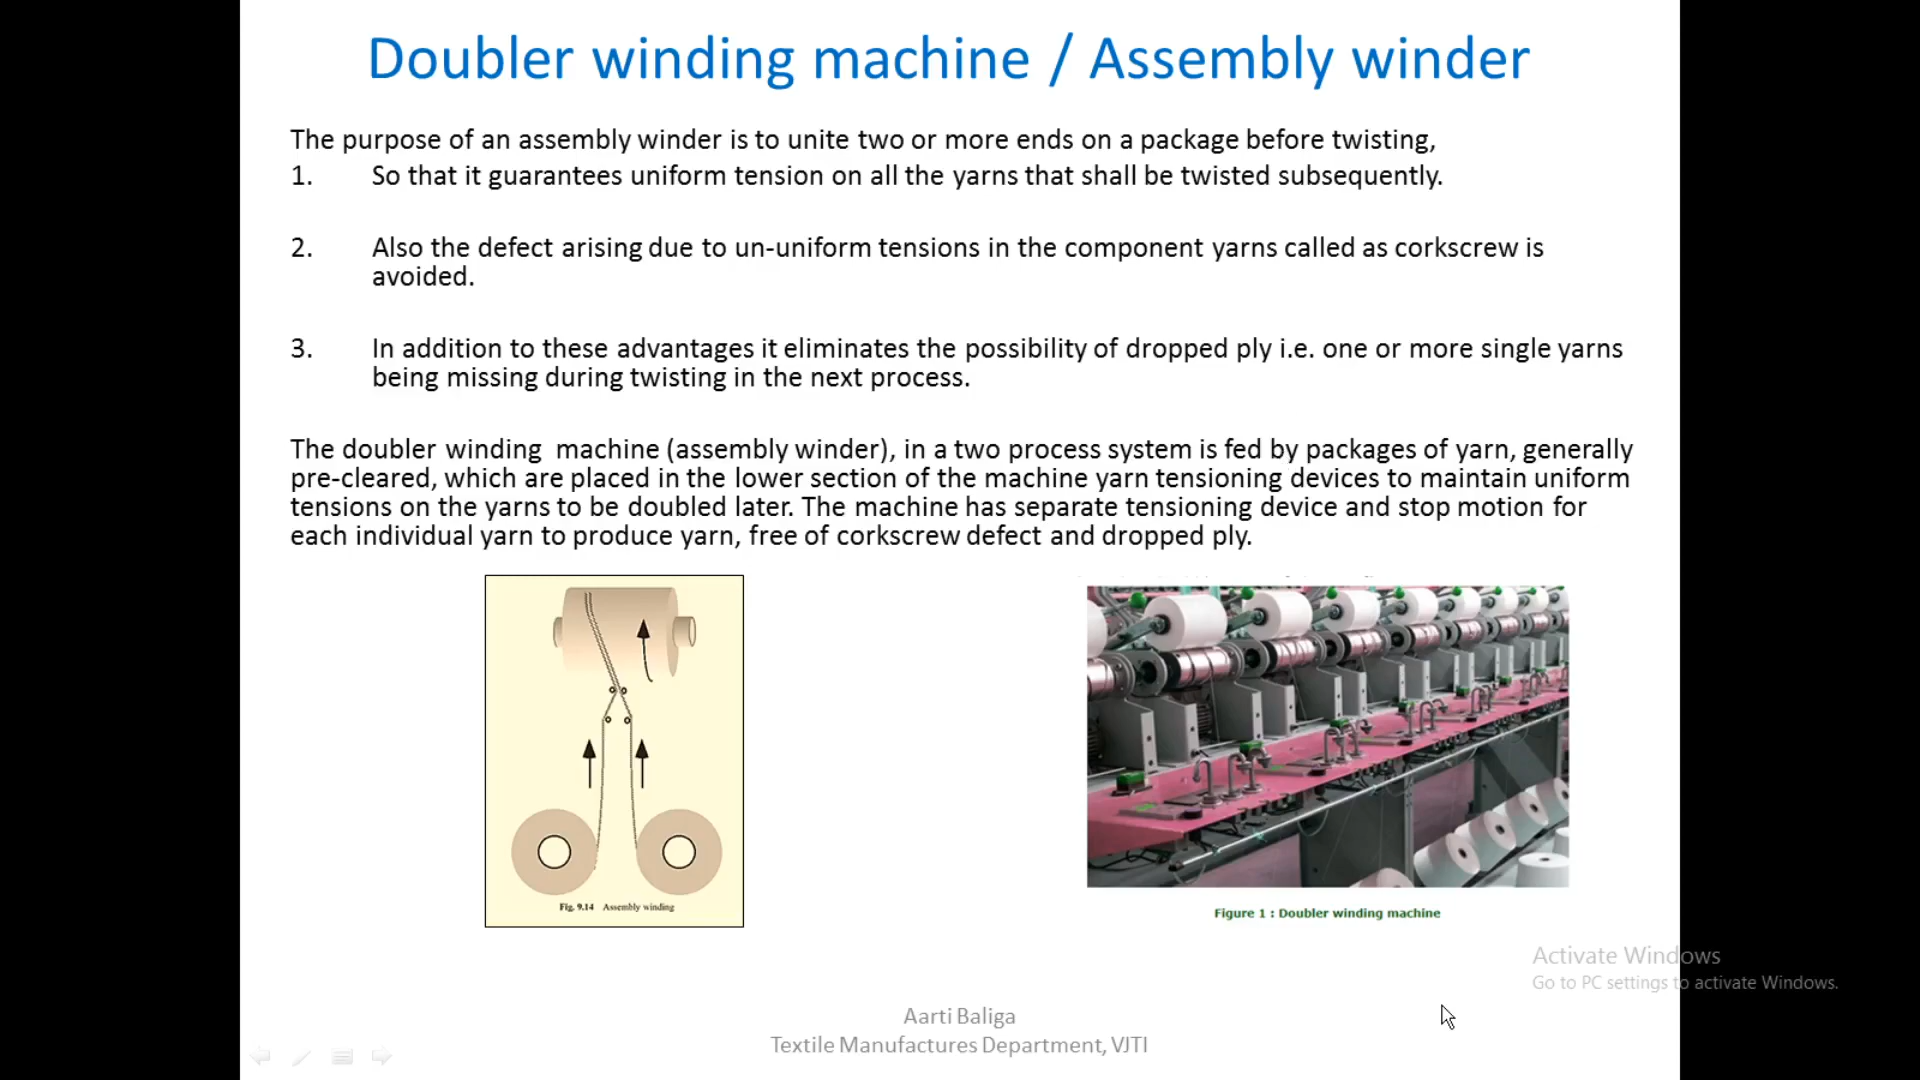 Doubler winding machine / Assembly winder
The purpose of an assembly winder is to unite two or more ends on a package before twisting,
1. So that it guarantees uniform tension on all the yarns that shall be twisted subsequently.
2. Also the defect arising due to un-uniform tensions in the component yarns called as corkscrew is
avoided.
3. In addition to these advantages it eliminates the possibility of dropped ply i.e. one or more single yarns
being missing during twisting in the next process.
The doubler winding machine (assembly winder), in a two process system is fed by packages of yarn, generally
pre-cleared, which are placed in the lower section of the machine yarn tensioning devices to maintain uniform
tensions on the yarns to be doubled later. The machine has separate tensioning device and stop motion for
each individual yarn to produce yarn, free of corkscrew defect and dropped ply.
Fig. 9.14 Assembly winding
Figure 1 : Doubler winding machine
Activate Windows
Go to PC settings to activate Windows.
Aarti Baliga
Textile Manufactures Department, VJTI